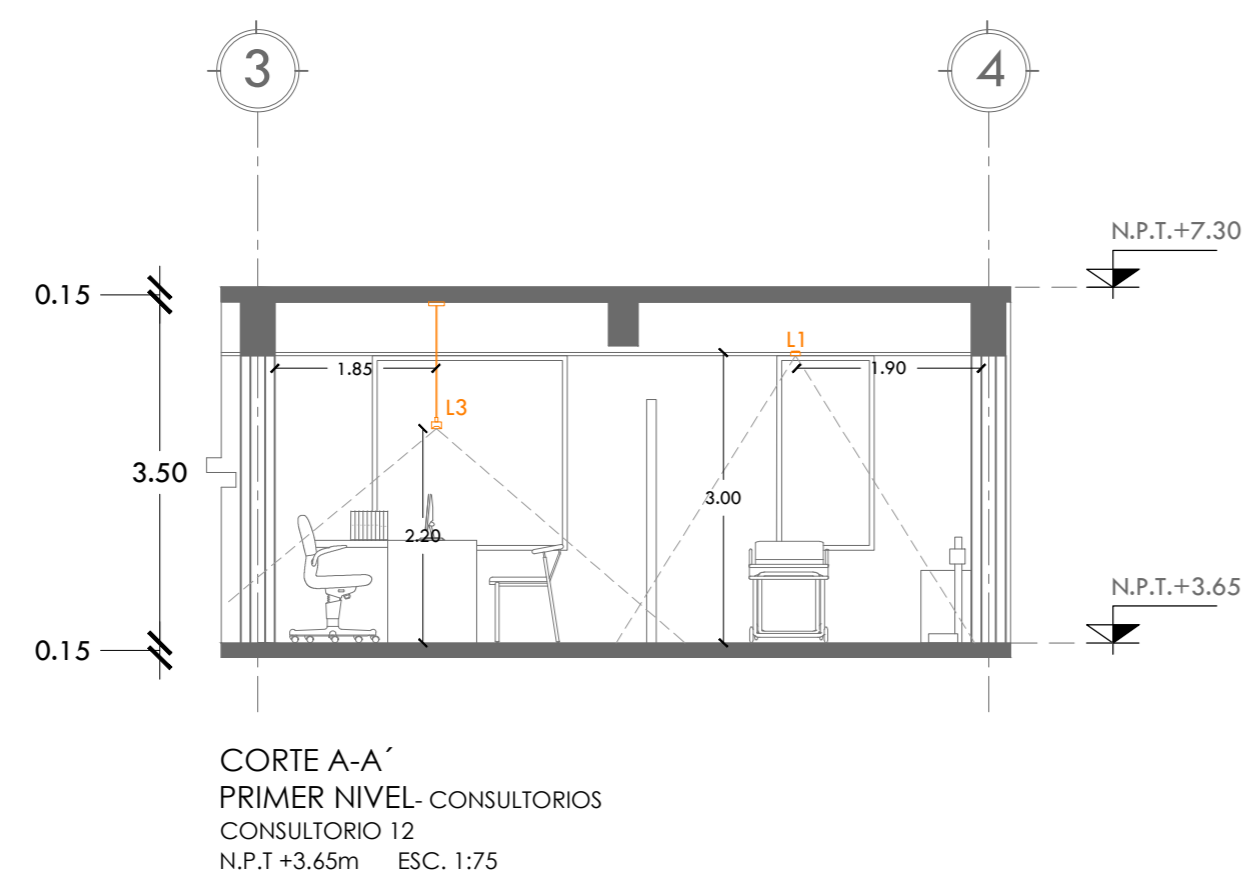 3
4
N.P.T.+7.30
0.15
L1
1.85
1.90
L3
3.50
3.00
2.20
N.P.T.+3.65
0.15
CORTE A-A´
PRIMER NIVEL- CONSULTORIOS
CONSULTORIO 12
N.P.T +3.65m ESC. 1:75